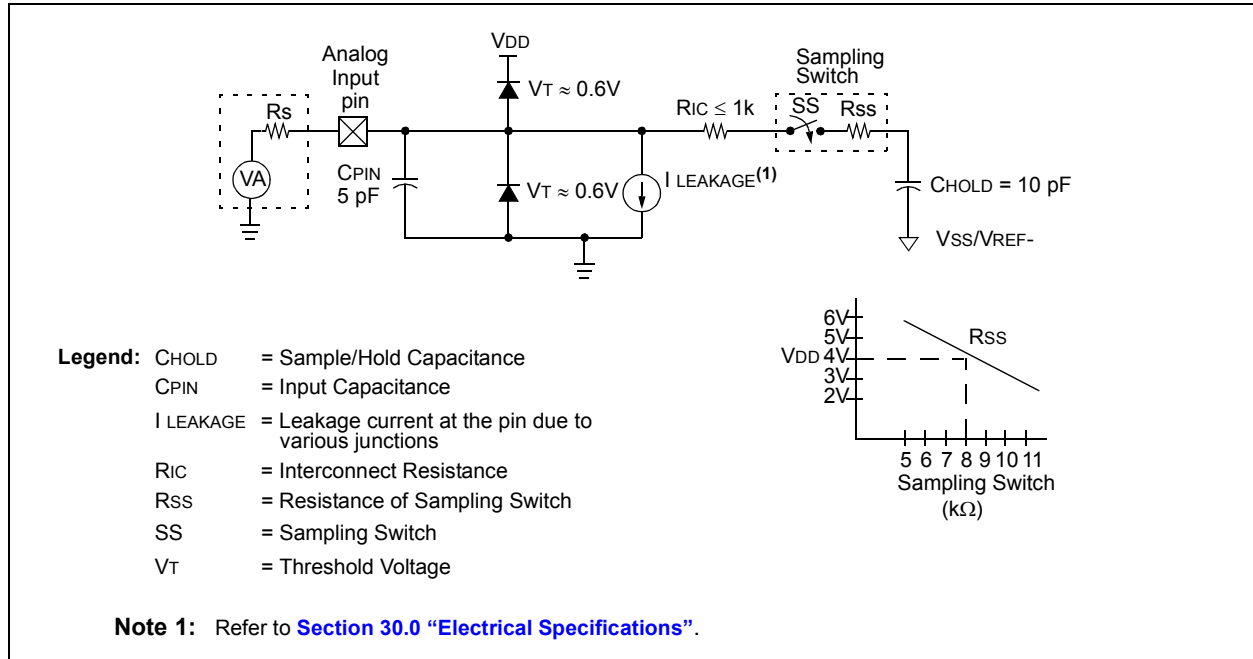 VDD
Analog
Input
pin
Sampling
Switch
VT ≈ 0.6V
RIC ≤ 1k
SS
Rss
Rs
VA
CPIN
5 pF
VT ≈ 0.6V
I LEAKAGE(1)
CHOLD = 10 pF
VSS/VREF-
6V
5V
VDD 4V
3V
2V
RSS
5 6 7 8 9 10 11
Sampling Switch
(kΩ)
Legend: CHOLD = Sample/Hold Capacitance
CPIN = Input Capacitance
I LEAKAGE = Leakage current at the pin due to
various junctions
RIC = Interconnect Resistance
RSS = Resistance of Sampling Switch
SS = Sampling Switch
VT = Threshold Voltage
Note 1: Refer to Section 30.0 “Electrical Specifications”.